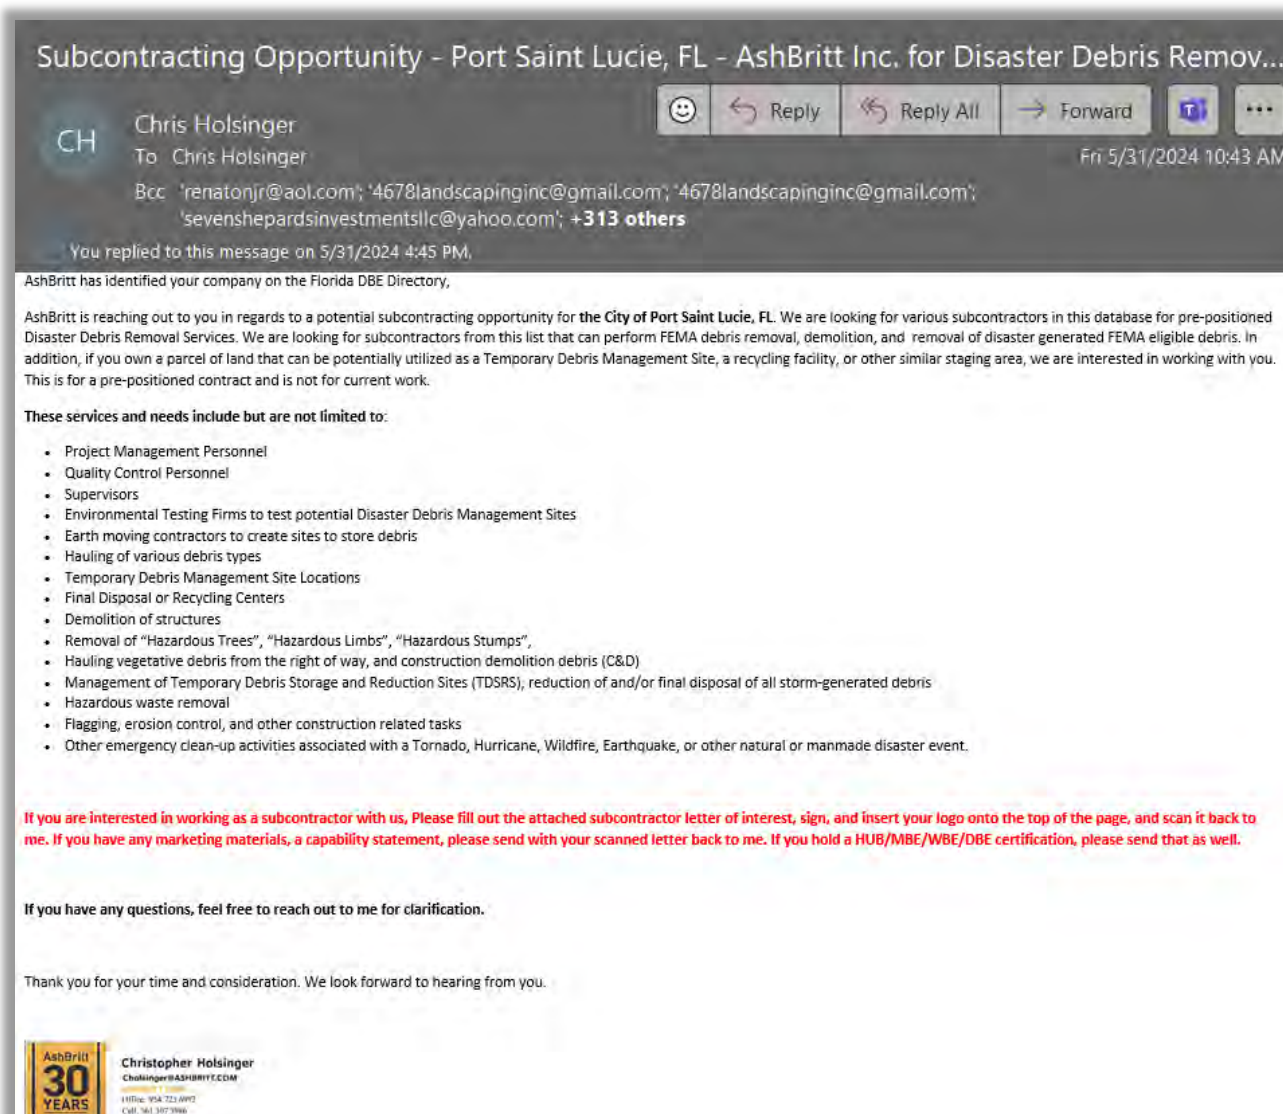 Subcontracting Opportunity - Port Saint Lucie, FL - AshBritt Inc. for Disaster Debris Remov...
Reply
Reply All
Forward
CH
Chris Holsinger
To Chris Holsinger
Fri 5/31/2024 10:43 AM
Bcc 'renatonjr@aol.com'; '4678landscapinginc@gmail.com'; '4678landscapinginc@gmail.com';
'sevenshepardsinvestmentsllc@yahoo.com'; +313 others
You replied to this message on 5/31/2024 4:45 PM.
AshBritt has identified your company on the Florida DBE Directory,
AshBritt is reaching out to you in regards to a potential subcontracting opportunity for the City of Port Saint Lucie, FL. We are looking for various subcontractors in this database for pre-positioned
Disaster Debris Removal Services. We are looking for subcontractors from this list that can perform FEMA debris removal, demolition, and removal of disaster generated FEMA eligible debris. In
addition, if you own a parcel of land that can be potentially utilized as a Temporary Debris Management Site, a recycling facility, or other similar staging area, we are interested in working with you.
This is for a pre-positioned contract and is not for current work.
These services and needs include but are not limited to:
• Project Management Personnel
• Quality Control Personnel
• Supervisors
• Environmental Testing Firms to test potential Disaster Debris Management Sites
• Earth moving contractors to create sites to store debris
• Hauling of various debris types
• Temporary Debris Management Site Locations
• Final Disposal or Recycling Centers
• Demolition of structures
• Removal of “Hazardous Trees”, “Hazardous Limbs”, “Hazardous Stumps”,
• Hauling vegetative debris from the right of way, and construction demolition debris (C&D)
• Management of Temporary Debris Storage and Reduction Sites (TDSRS), reduction of and/or final disposal of all storm-generated debris
• Hazardous waste removal
• Flagging, erosion control, and other construction related tasks
• Other emergency clean-up activities associated with a Tornado, Hurricane, Wildfire, Earthquake, or other natural or manmade disaster event.
If you are interested in working as a subcontractor with us, Please fill out the attached subcontractor letter of interest, sign, and insert your logo onto the top of the page, and scan it back to
me. If you have any marketing materials, a capability statement, please send with your scanned letter back to me. If you hold a HUB/MBE/WBE/DBE certification, please send that as well.
If you have any questions, feel free to reach out to me for clarification.
Thank you for your time and consideration. We look forward to hearing from you.
AshBritt
30
YEARS
Christopher Holsinger
Cholsinger@ASHBRITT.COM